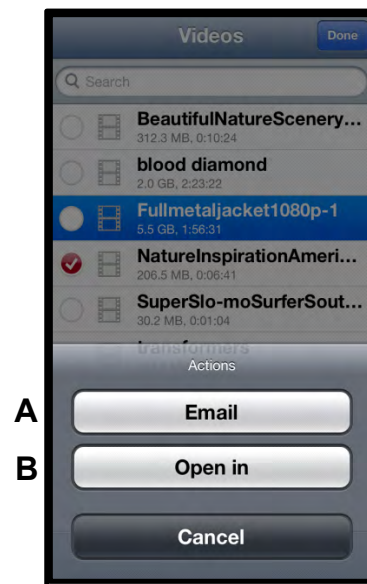 Videos Done
Search
BeautifulNatureScenery...
312.3 MB, 0:10:24
blood diamond
2.0 GB, 2:23:22
Fullmetaljacket1080p-1
5.5 GB, 1:56:31
NatureInspirationAmeri...
206.5 MB, 0:06:41
SuperSlo-moSurferSout...
30.2 MB, 0:01:04
transformers
Actions
A Email
B Open in
Cancel